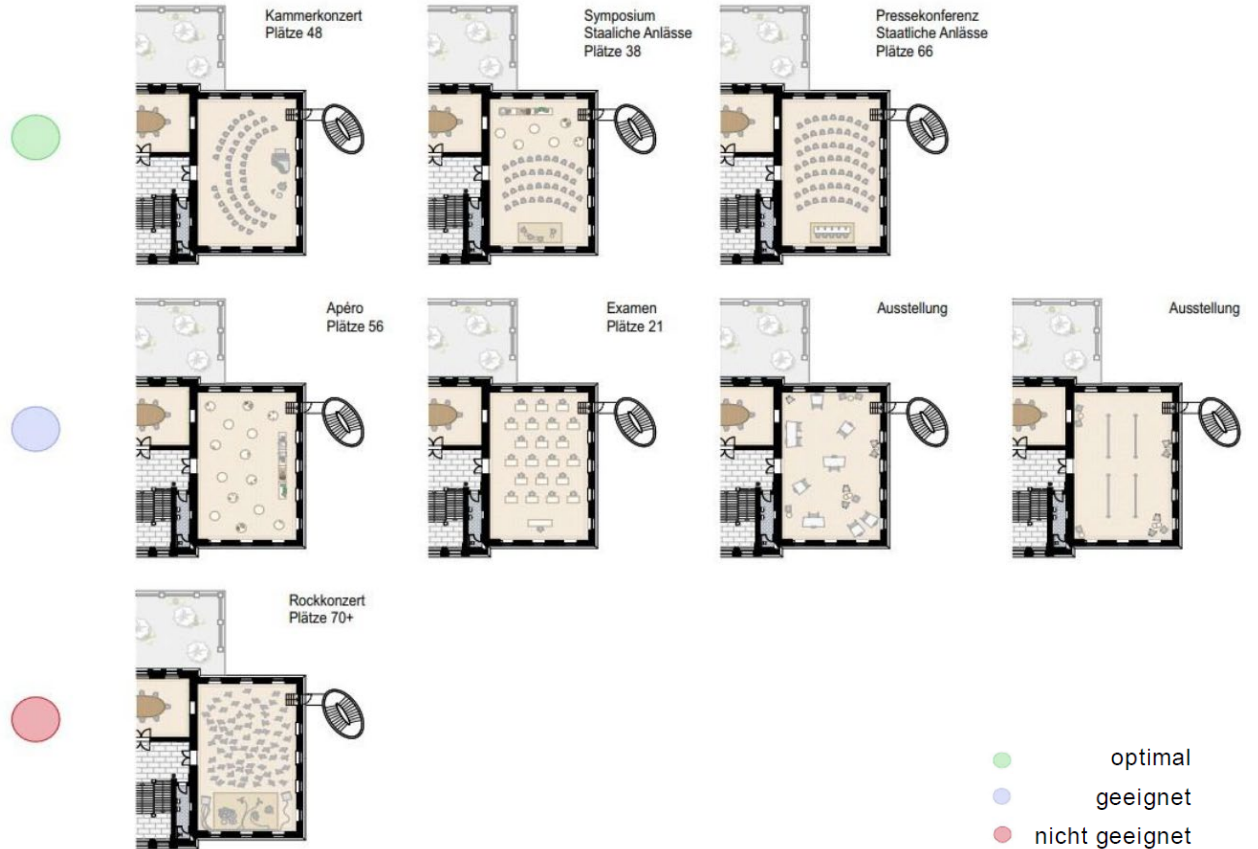 Kammerkonzert
Plätze 48
Symposium
Staaliche Anlässe
Plätze 38
Pressekonferenz
Staatliche Anlässe
Plätze 66
Apéro
Plätze 56
Examen
Plätze 21
Ausstellung
Ausstellung
Rockkonzert
Plätze 70+
optimal
geeignet
nicht geeignet